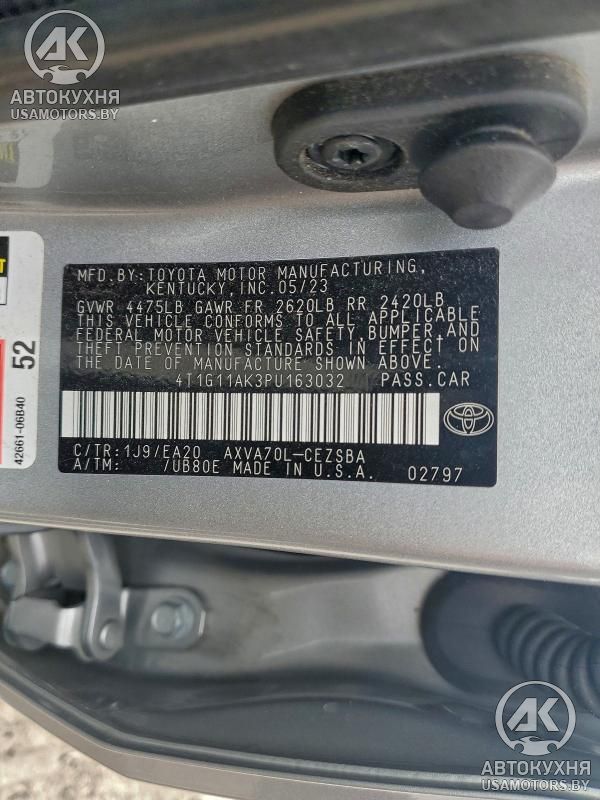 АВТОКУХНЯ
USAMOTORS.BY
MFD.BY:TOYOTA MOTOR MANUFACTURING,
KENTUCKY, INC.05/23
GVWR 4475LB GAWR FR 2620LB RR 2420LB
THIS VEHICLE CONFORMS TO ALL APPLICABLE
FEDERAL MOTOR VEHICLE SAFETY, BUMPER AND
THEFT PREVENTION STANDARDS IN EFFECT ON
THE DATE OF MANUFACTURE SHOWN ABOVE.
4T1G11AK3PU163032 PASS.CAR
C/TR:1J9/EA20 AXVA70L-CEZSBA
A/TM: /UB80E MADE IN U.S.A. 02797
52
42661-06B40
АК
АВТОКУХНЯ
USAMOTORS.BY